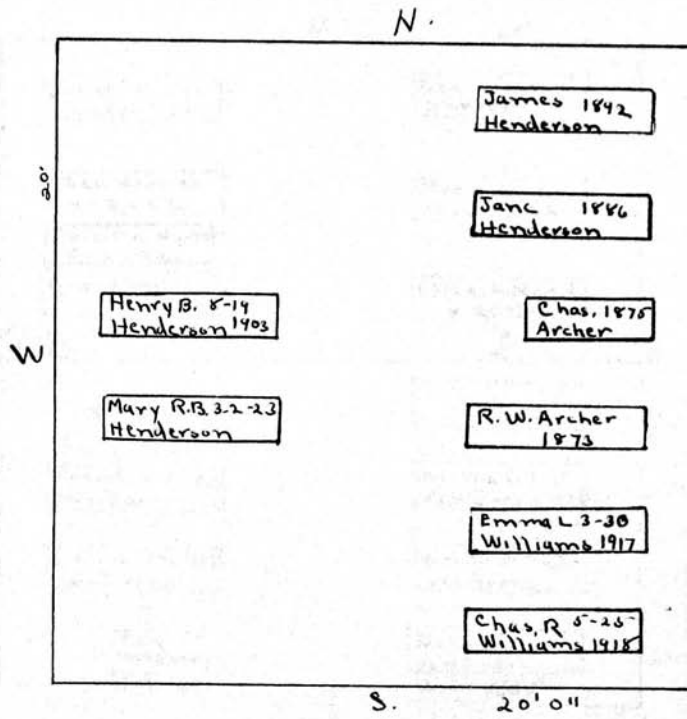 N.
20'
James 1842
Henderson
Jane 1886
Henderson
Henry B. 8-14
Henderson 1903
Chas, 1875
Archer
W
Mary R.B. 3-2-23
Henderson
R. W. Archer
1873
Emma L 3-30
Williams 1917
Chas, R 5-25-
Williams 1918
S. 20' 0"